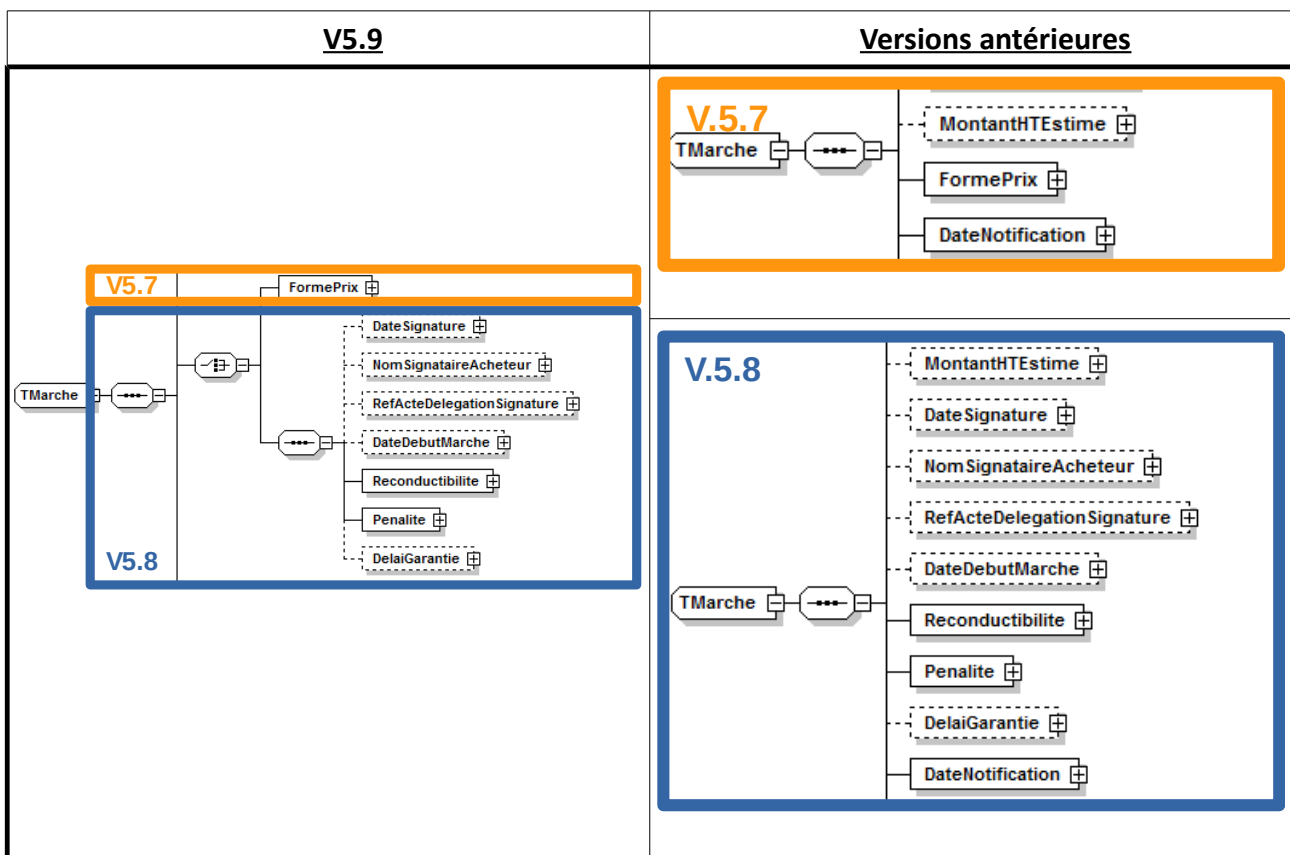 V5.9
Versions antérieures
V5.7
FormePrix
DateSignature
NomSignataireAcheteur
RefActeDelegationSignature
TMarche
DateDebutMarche
Reconductibilite
Penalite
V5.8
DelaiGarantie
V.5.7
MontantHTEstime
TMarche
FormePrix
DateNotification
V.5.8
MontantHTEstime
DateSignature
NomSignataireAcheteur
RefActeDelegationSignature
DateDebutMarche
TMarche
Reconductibilite
Penalite
DelaiGarantie
DateNotification